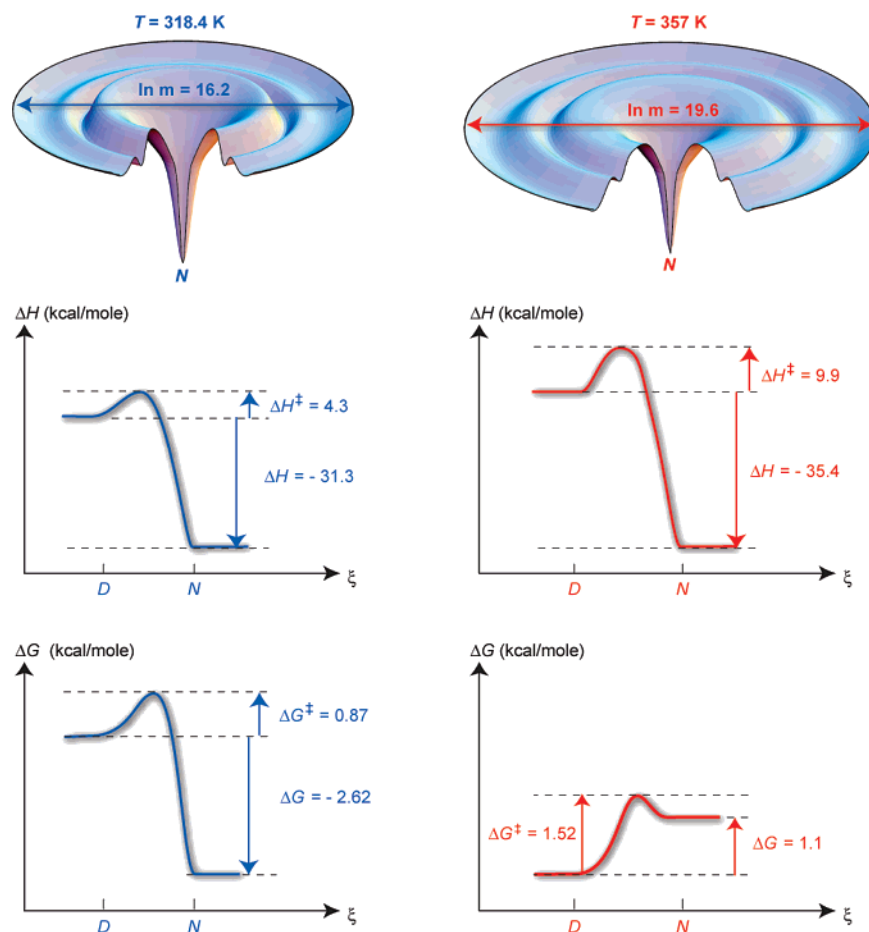 T = 318.4 K
T = 357 K
ln m = 16.2
ln m = 19.6
N
N
ΔH (kcal/mole)
ΔH (kcal/mole)
ΔH‡ = 4.3
ΔH‡ = 9.9
ΔH = - 31.3
ΔH = - 35.4
D N ξ
D N ξ
ΔG (kcal/mole)
ΔG (kcal/mole)
ΔG‡ = 0.87
ΔG = - 2.62
ΔG‡ = 1.52
ΔG = 1.1
D N ξ
D N ξ